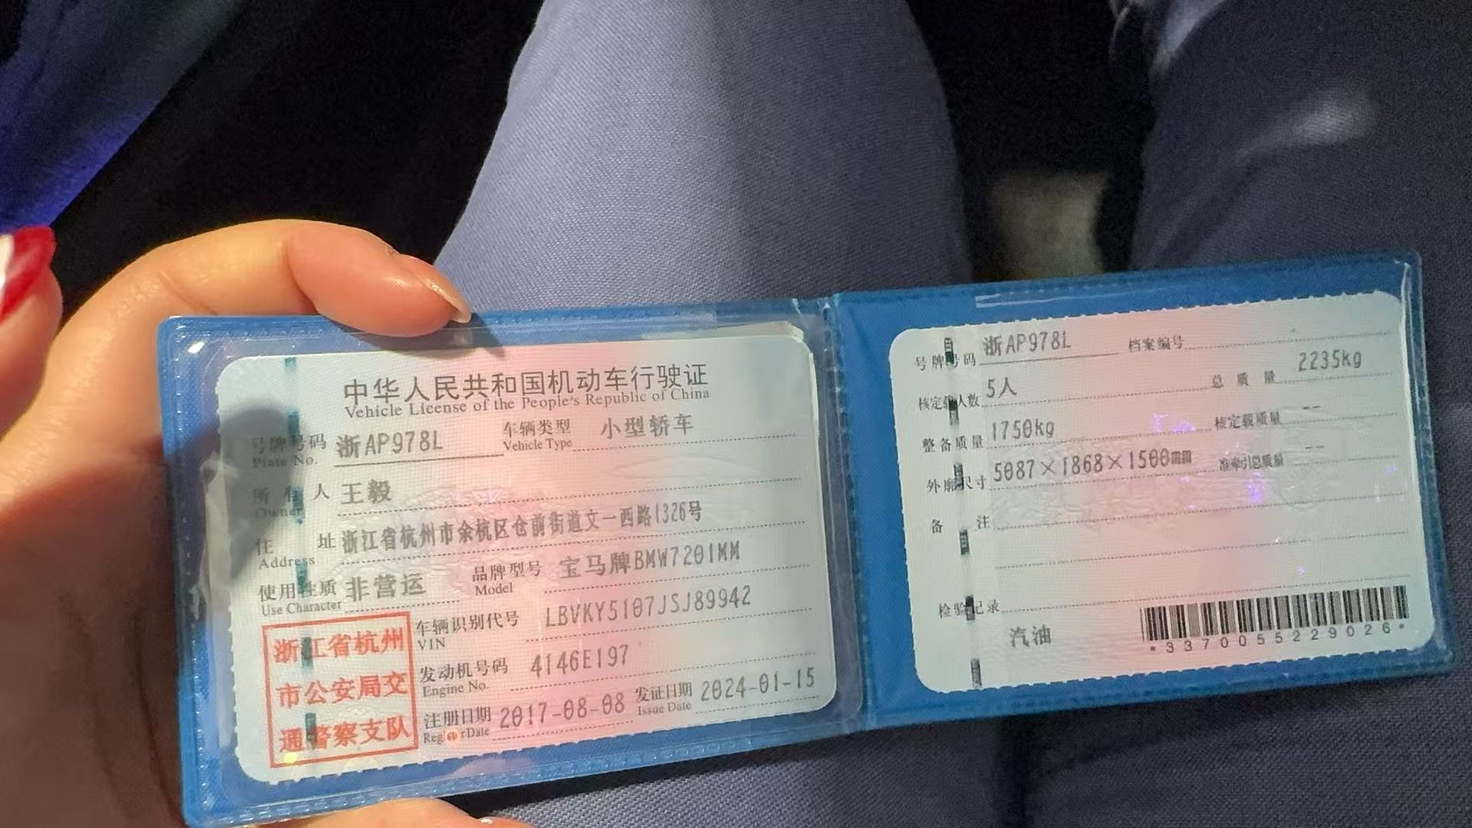 中华人民共和国机动车行驶证
Vehicle License of the People's Republic of China
号牌号码 浙AP978L 车辆类型 小型轿车
Plate No. Vehicle Type
所有人 王毅
Owner
住址 浙江省杭州市余杭区仓前街道文一西路1326号
Address
使用性质 非营运 品牌型号 宝马牌BMW7201MM
Use Character Model
浙江省杭州
市公安局交
通警察支队
车辆识别代号 LBVKY5107JSJ89942
VIN
发动机号码 4146E197
Engine No.
注册日期 2017-08-08 发证日期 2024-01-15
Date Issue Date
号牌号码 浙AP978L 档案编号
核定载人数 5人 总质量 2235kg
整备质量 1750kg 核定载质量 --
外廓尺寸 5087×1868×1500mm 准牵引总质量 --
备注
检验记录
汽油
*3370055229026*